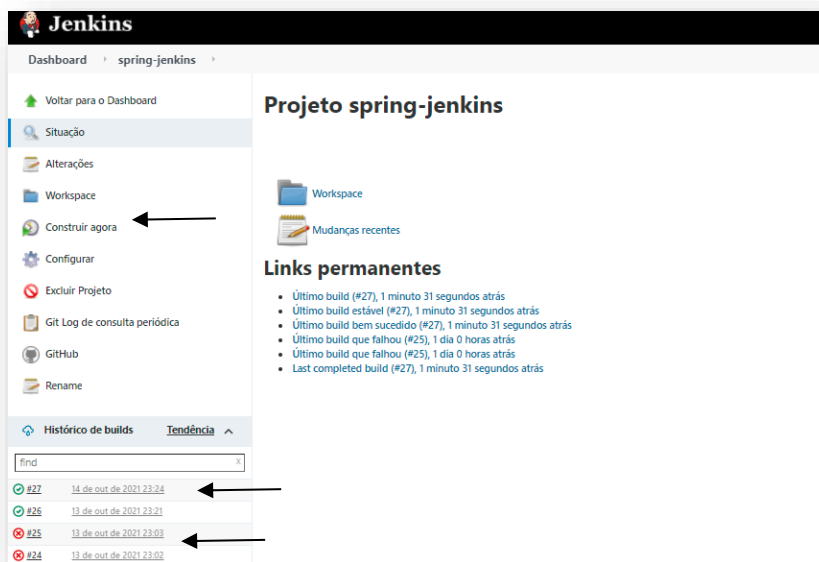 Jenkins
Dashboard spring-jenkins
Voltar para o Dashboard
Situação
Alterações
Workspace
Construir agora
Configurar
Excluir Projeto
Git Log de consulta periódica
GitHub
Rename
Histórico de builds Tendência
find x
#27 14 de out de 2021 23:24
#26 13 de out de 2021 23:21
#25 13 de out de 2021 23:03
#24 13 de out de 2021 23:02
Projeto spring-jenkins
Workspace
Mudanças recentes
Links permanentes
Último build (#27), 1 minuto 31 segundos atrás
Último build estável (#27), 1 minuto 31 segundos atrás
Último build bem sucedido (#27), 1 minuto 31 segundos atrás
Último build que falhou (#25), 1 dia 0 horas atrás
Último build que falhou (#25), 1 dia 0 horas atrás
Last completed build (#27), 1 minuto 31 segundos atrás